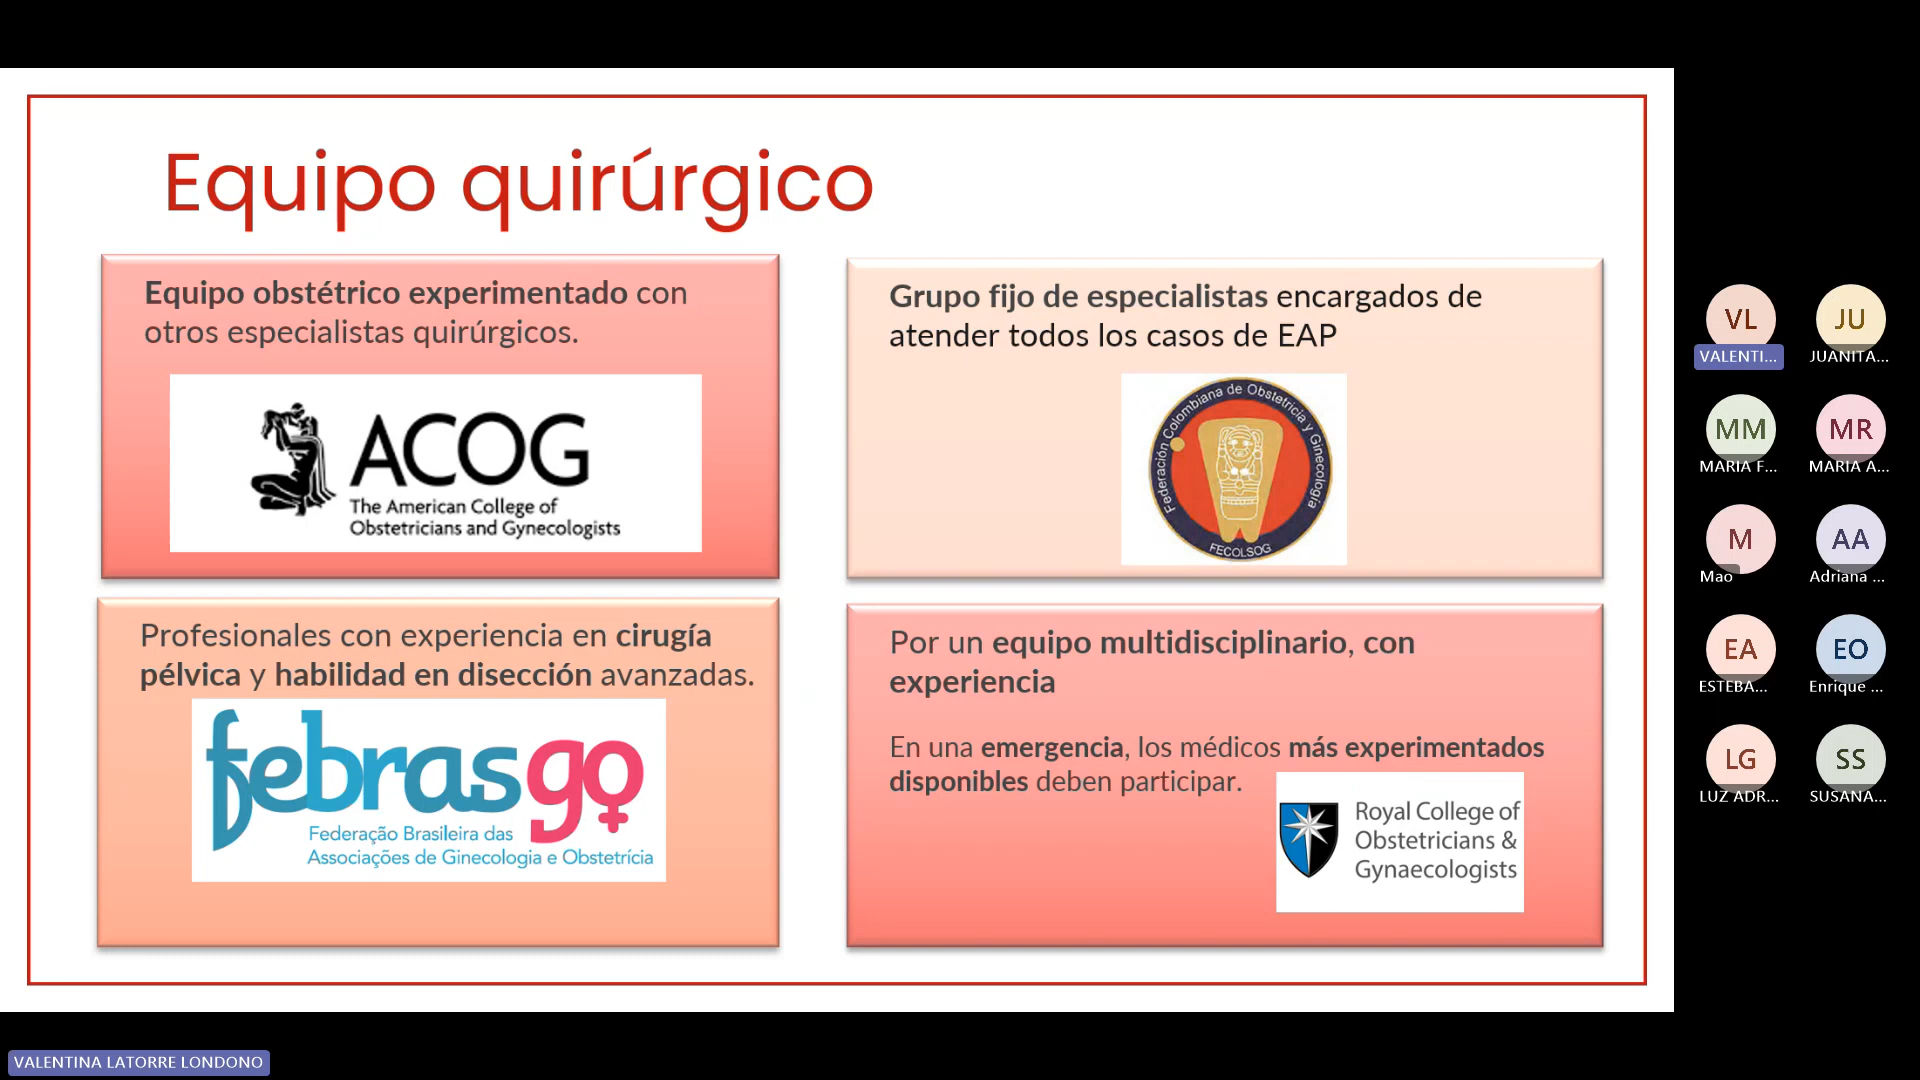 Equipo quirúrgico
Equipo obstétrico experimentado con
otros especialistas quirúrgicos.
ACOG
The American College of
Obstetricians and Gynecologists
Grupo fijo de especialistas encargados de
atender todos los casos de EAP
Federación Colombiana de Obstetricia y Ginecología
FECOLSOG
Profesionales con experiencia en cirugía
pélvica y habilidad en disección avanzadas.
febrasgo
Federação Brasileira das
Associações de Ginecologia e Obstetrícia
Por un equipo multidisciplinario, con
experiencia
En una emergencia, los médicos más experimentados
disponibles deben participar.
Royal College of
Obstetricians &
Gynaecologists
VL
VALENTI...
JU
JUANITA...
MM
MARIA F...
MR
MARIA A...
M
Mao
AA
Adriana ...
EA
ESTEBA...
EO
Enrique ...
LG
LUZ ADR...
SS
SUSANA...
VALENTINA LATORRE LONDONO